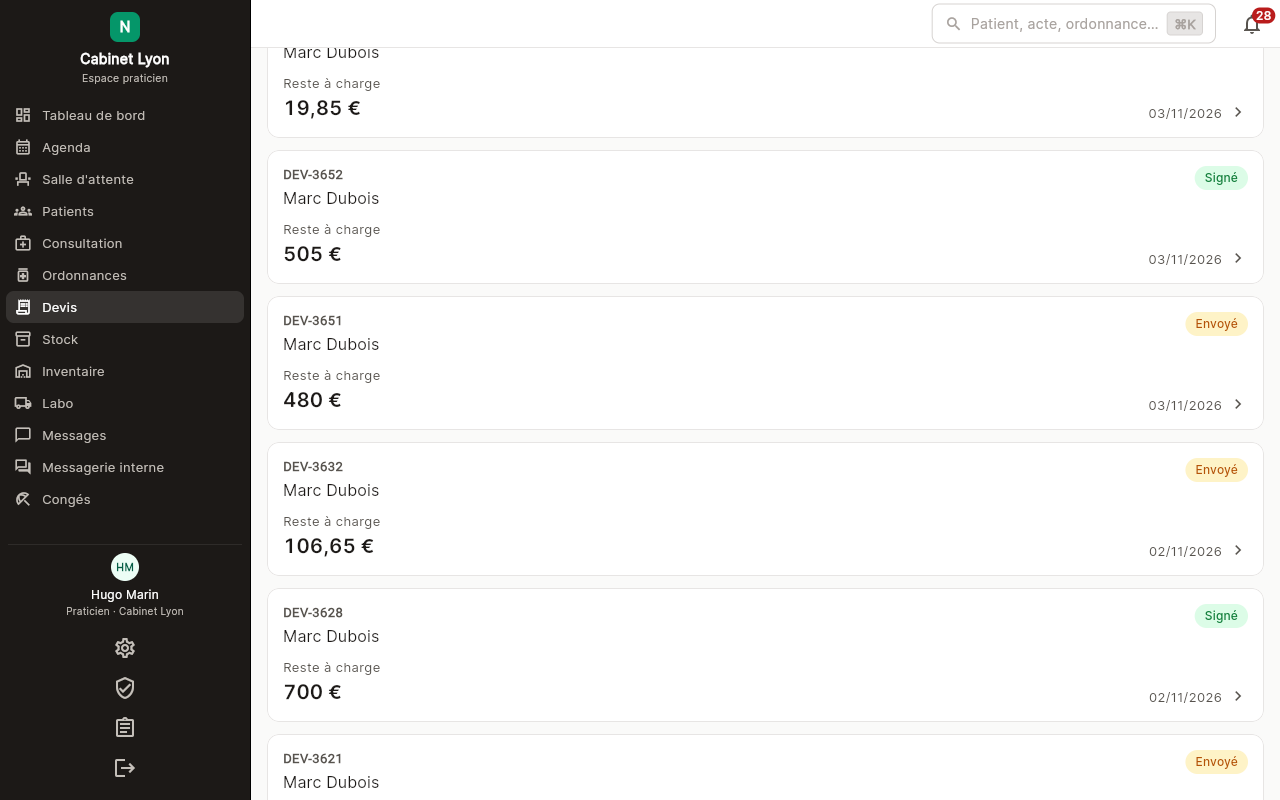 N
Cabinet Lyon
Espace praticien
Tableau de bord
Agenda
Salle d'attente
Patients
Consultation
Ordonnances
Devis
Stock
Inventaire
Labo
Messages
Messagerie interne
Congés
HM
Hugo Marin
Praticien · Cabinet Lyon
Patient, acte, ordonnance... ⌘K
28
Marc Dubois
Reste à charge
19,85 €
03/11/2026
DEV-3652
Signé
Marc Dubois
Reste à charge
505 €
03/11/2026
DEV-3651
Envoyé
Marc Dubois
Reste à charge
480 €
03/11/2026
DEV-3632
Envoyé
Marc Dubois
Reste à charge
106,65 €
02/11/2026
DEV-3628
Signé
Marc Dubois
Reste à charge
700 €
02/11/2026
DEV-3621
Envoyé
Marc Dubois